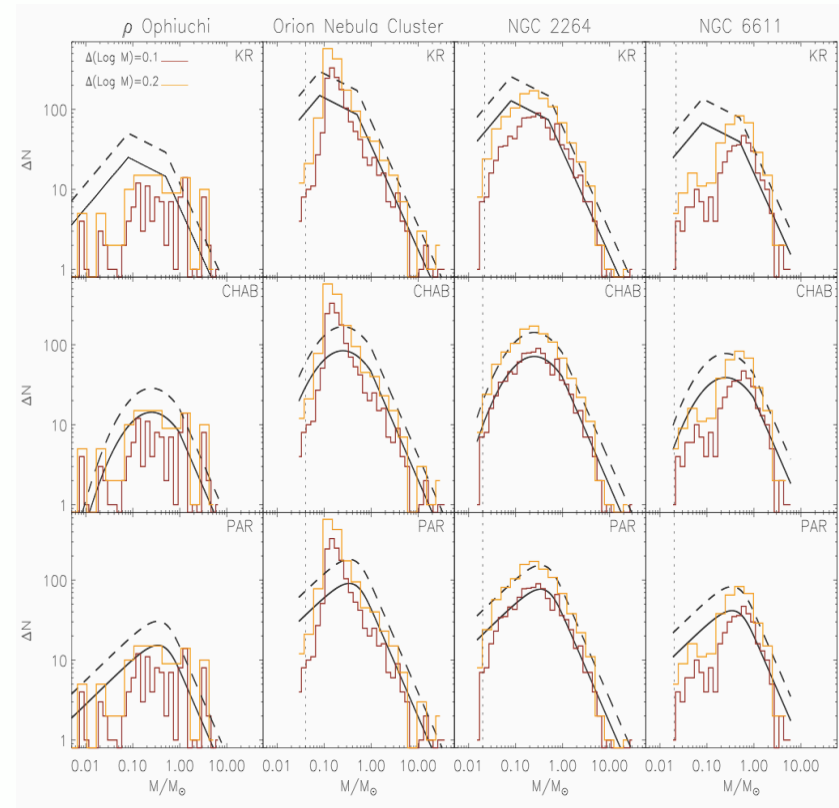 ρ Ophiuchi Orion Nebula Cluster NGC 2264 NGC 6611
Δ(Log M)=0.1 KR KR KR KR
Δ(Log M)=0.2
100
ΔN
10
1
CHAB CHAB CHAB CHAB
100
ΔN
10
1
PAR PAR PAR PAR
100
ΔN
10
1
0.01 0.10 1.00 10.00 0.01 0.10 1.00 10.00 0.01 0.10 1.00 10.00 0.01 0.10 1.00 10.00
M/M☉ M/M☉ M/M☉ M/M☉